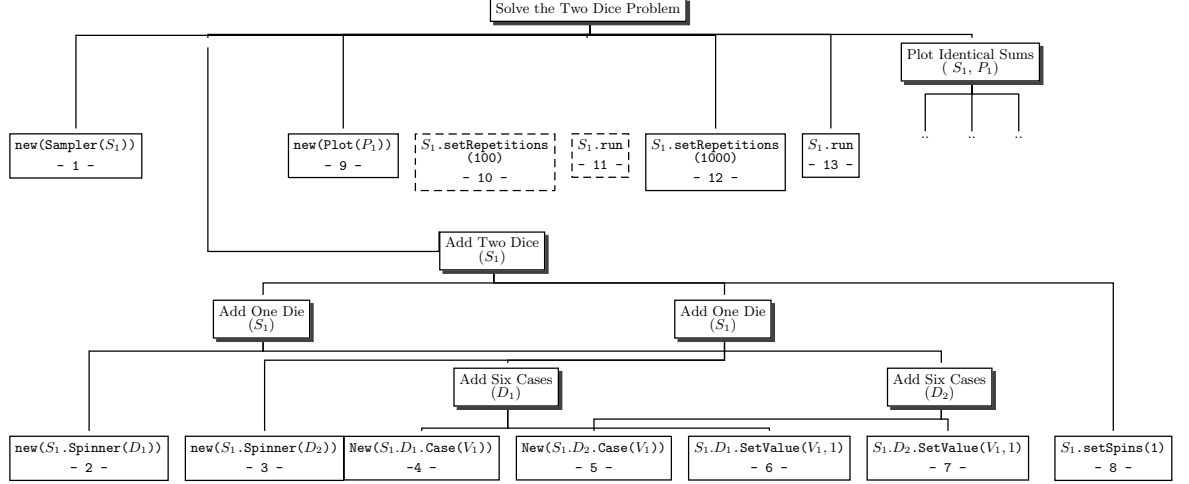 Solve the Two Dice Problem
Plot Identical Sums
( S₁, P₁)
..
..
..
new(Sampler(S₁))
- 1 -
new(Plot(P₁))
- 9 -
S₁.setRepetitions
(100)
- 10 -
S₁.run
- 11 -
S₁.setRepetitions
(1000)
- 12 -
S₁.run
- 13 -
Add Two Dice
(S₁)
Add One Die
(S₁)
Add One Die
(S₁)
Add Six Cases
(D₁)
Add Six Cases
(D₂)
new(S₁.Spinner(D₁))
- 2 -
new(S₁.Spinner(D₂))
- 3 -
New(S₁.D₁.Case(V₁))
-4 -
New(S₁.D₂.Case(V₁))
- 5 -
S₁.D₁.SetValue(V₁, 1)
- 6 -
S₁.D₂.SetValue(V₁, 1)
- 7 -
S₁.setSpins(1)
- 8 -